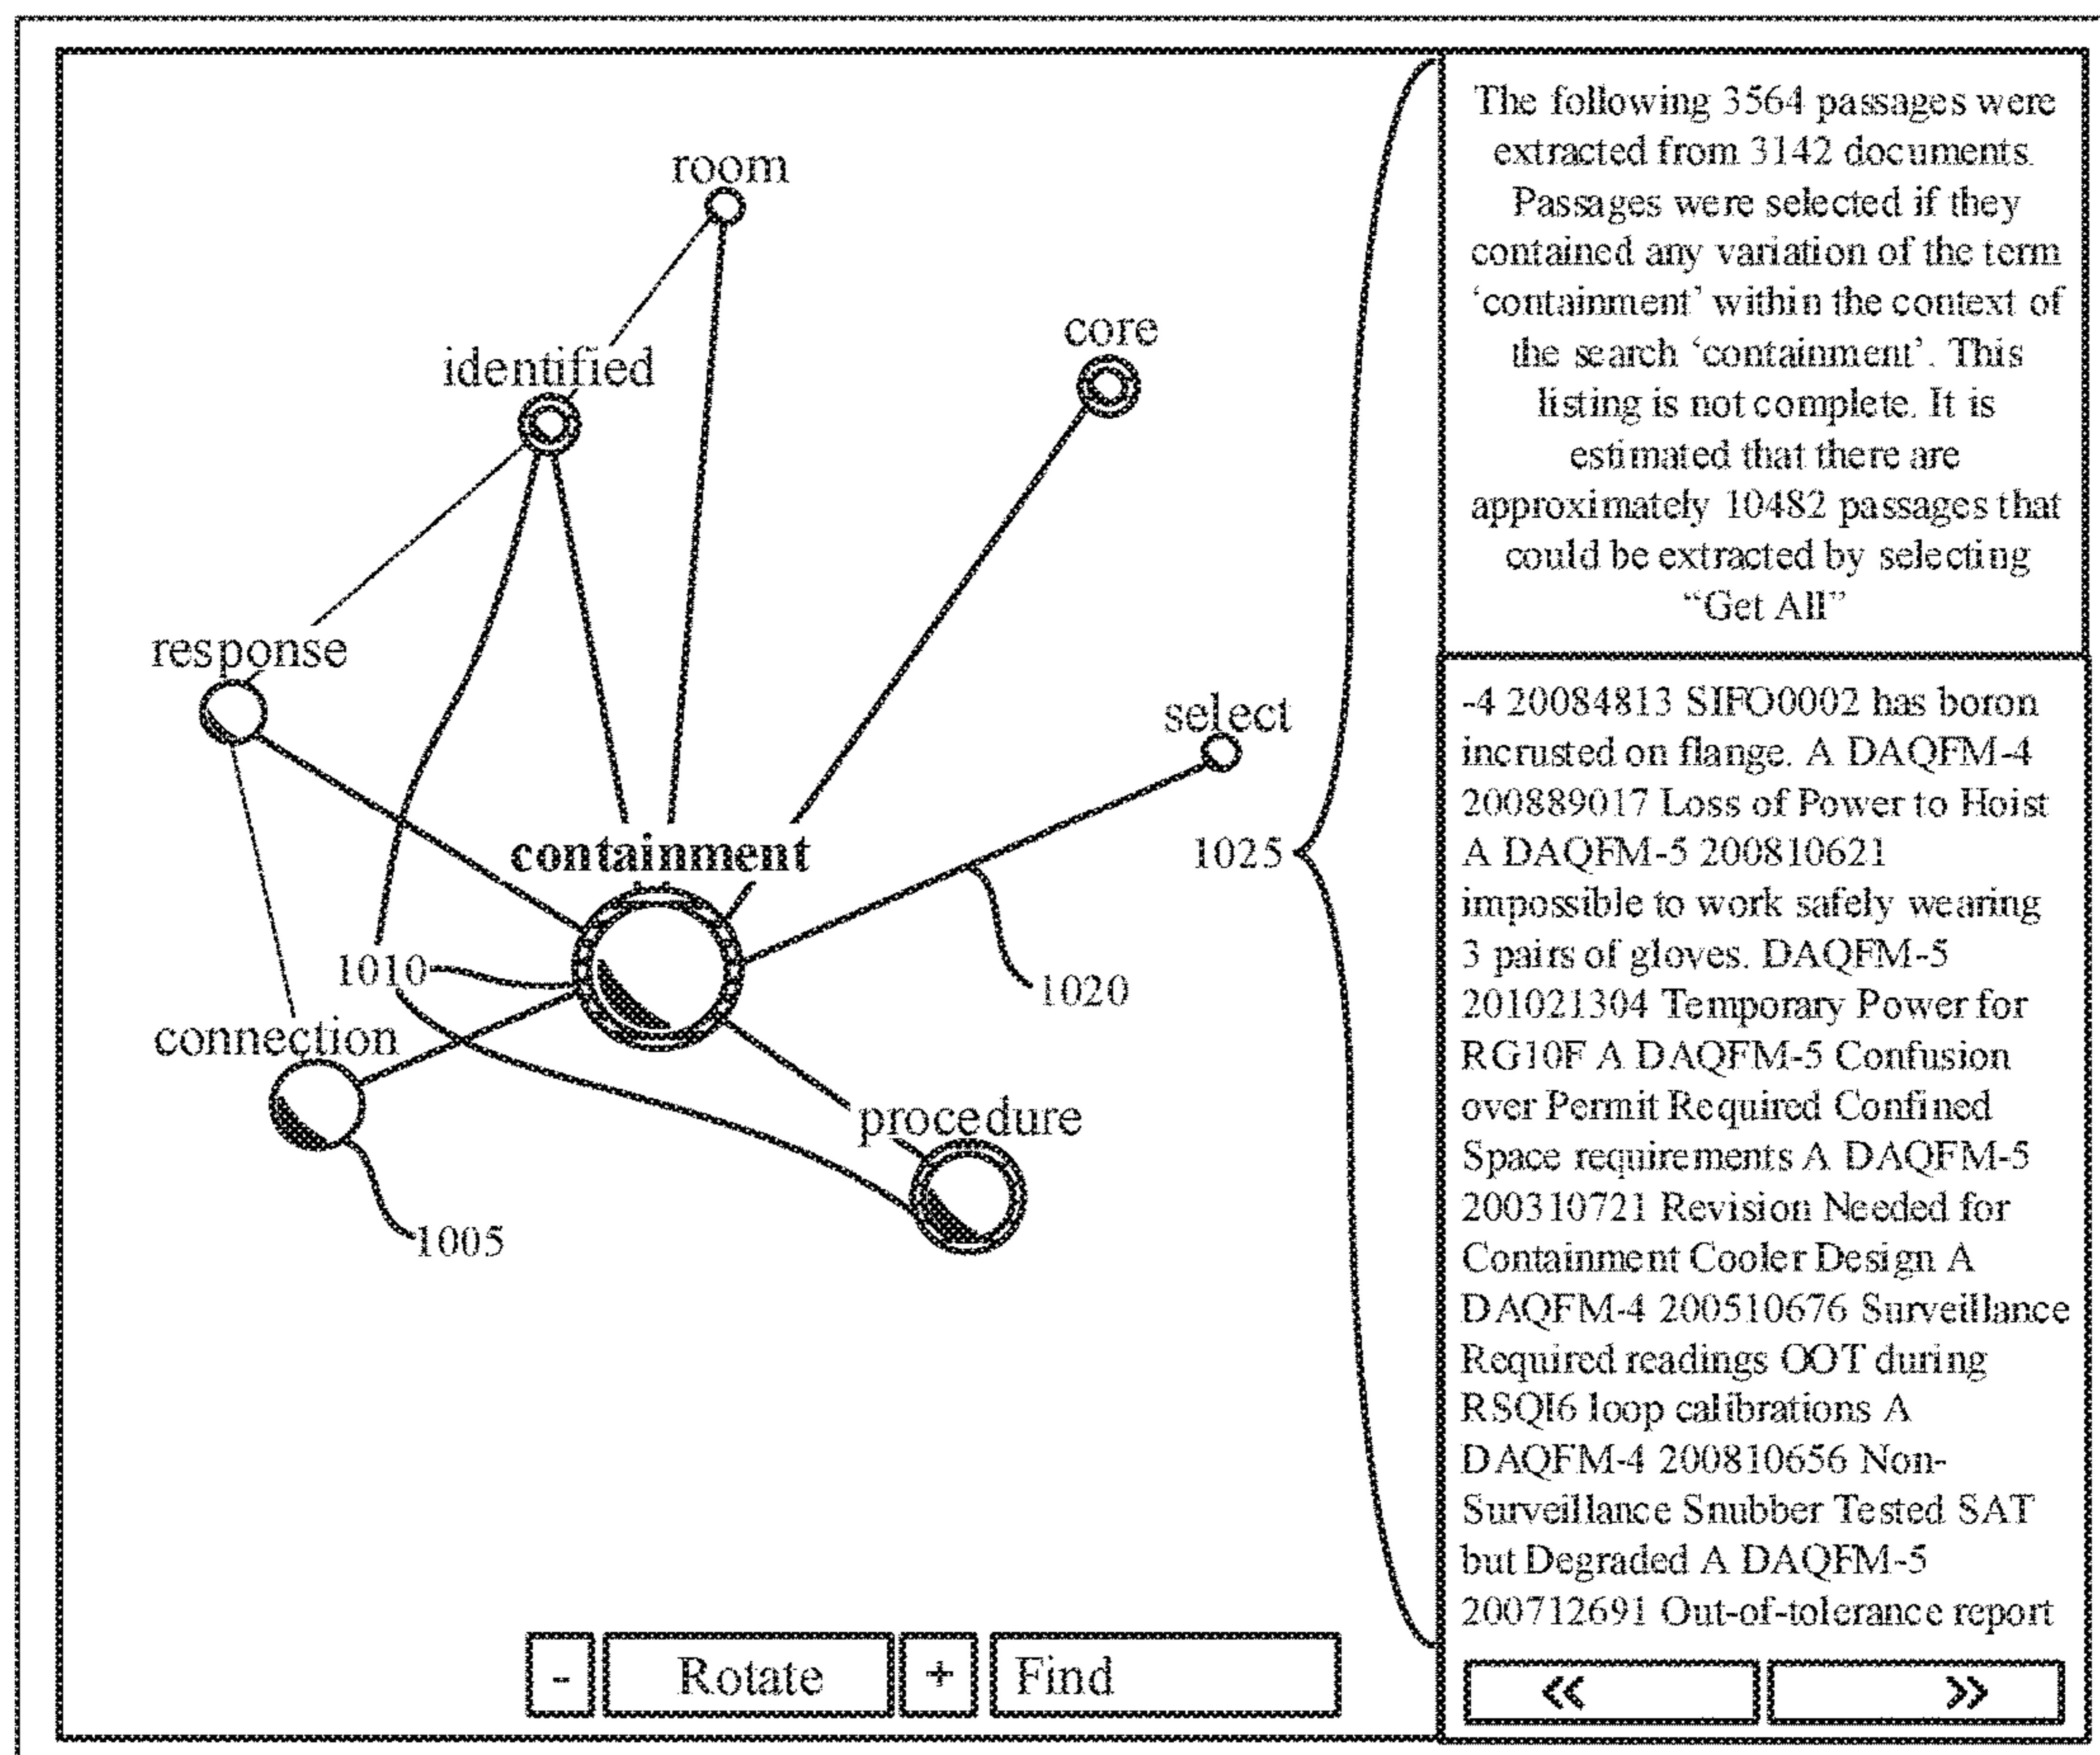 room
core
identified
response
select
containment
1025
1010
1020
connection
procedure
1005
- Rotate + Find
The following 3564 passages were
extracted from 3142 documents.
Passages were selected if they
contained any variation of the term
‘containment’ within the context of
the search ‘containment’. This
listing is not complete. It is
estimated that there are
approximately 10482 passages that
could be extracted by selecting
“Get All”
-4 20084813 SIFO0002 has boron
incrusted on flange. A DAQFM-4
200889017 Loss of Power to Hoist
A DAQFM-5 200810621
impossible to work safely wearing
3 pairs of gloves. DAQFM-5
201021304 Temporary Power for
RG10F A DAQFM-5 Confusion
over Permit Required Confined
Space requirements A DAQFM-5
200310721 Revision Needed for
Containment Cooler Design A
DAQFM-4 200510676 Surveillance
Required readings OOT during
RSQI6 loop calibrations A
DAQFM-4 200810656 Non-
Surveillance Snubber Tested SAT
but Degraded A DAQFM-5
200712691 Out-of-tolerance report
« »